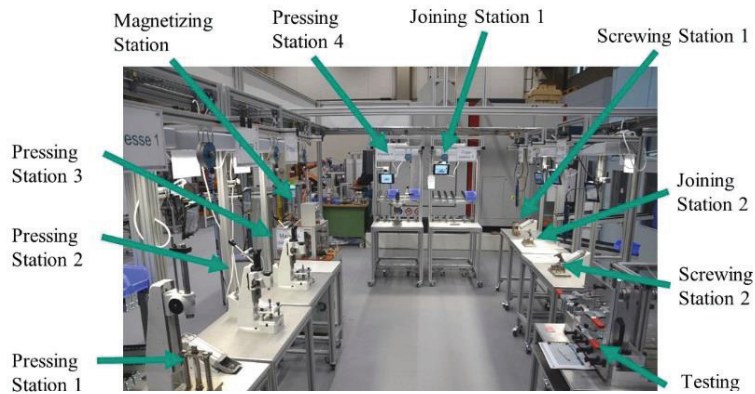 Magnetizing
Station
Pressing
Station 4
Joining Station 1
Screwing Station 1
Pressing
Station 3
Pressing
Station 2
Pressing
Station 1
Joining
Station 2
Screwing
Station 2
Testing
esse 1